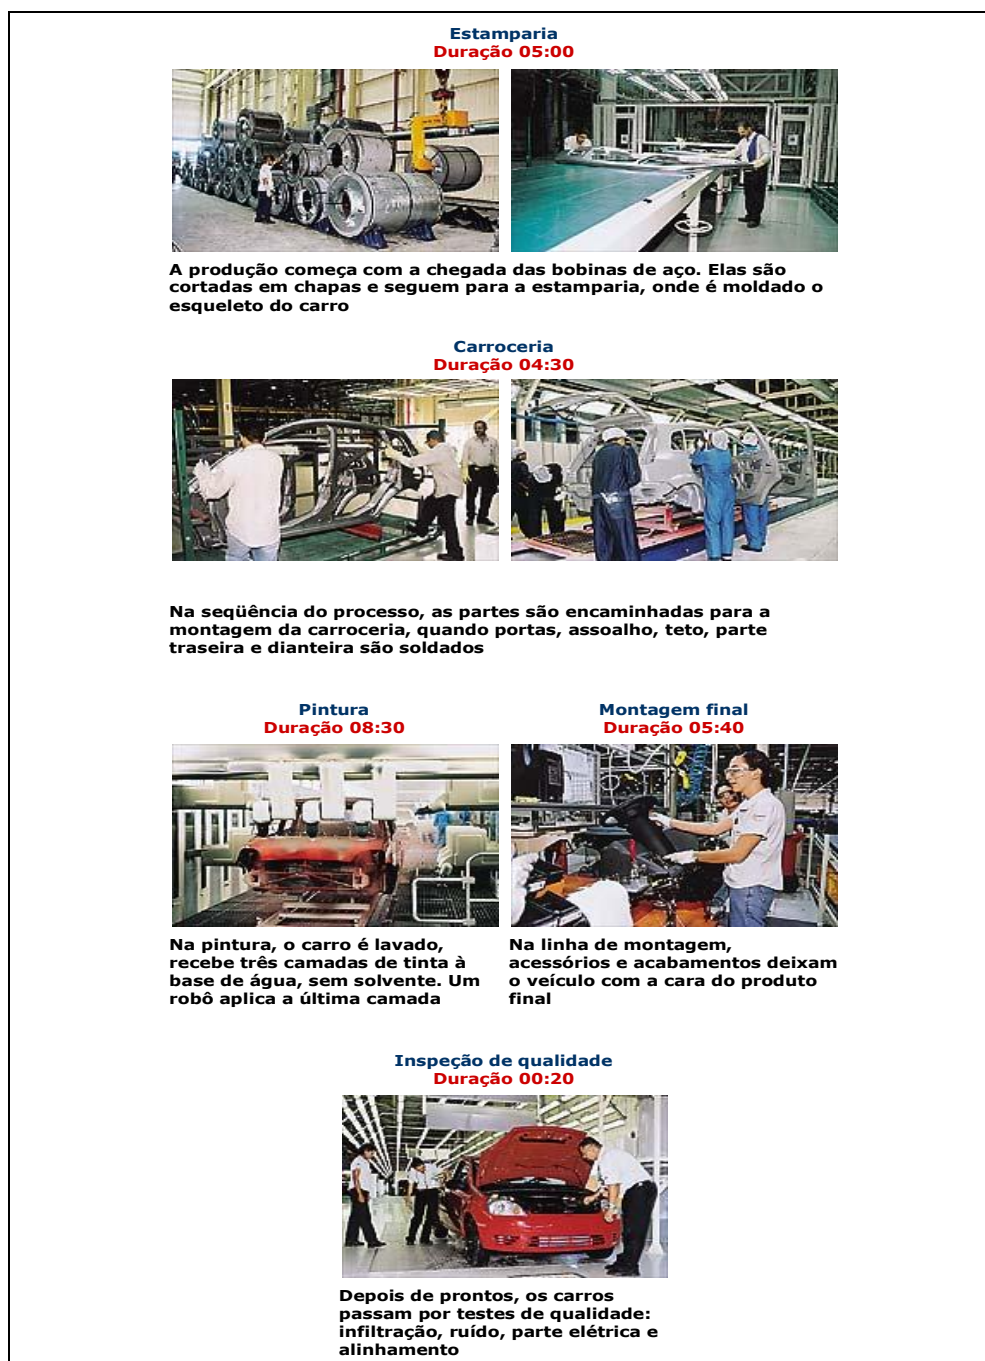 Estamparia
Duração 05:00
A produção começa com a chegada das bobinas de aço. Elas são
cortadas em chapas e seguem para a estamparia, onde é moldado o
esqueleto do carro
Carroceria
Duração 04:30
Na seqüência do processo, as partes são encaminhadas para a
montagem da carroceria, quando portas, assoalho, teto, parte
traseira e dianteira são soldados
Pintura
Duração 08:30
Na pintura, o carro é lavado,
recebe três camadas de tinta à
base de água, sem solvente. Um
robô aplica a última camada
Montagem final
Duração 05:40
Na linha de montagem,
acessórios e acabamentos deixam
o veículo com a cara do produto
final
Inspeção de qualidade
Duração 00:20
Depois de prontos, os carros
passam por testes de qualidade:
infiltração, ruído, parte elétrica e
alinhamento